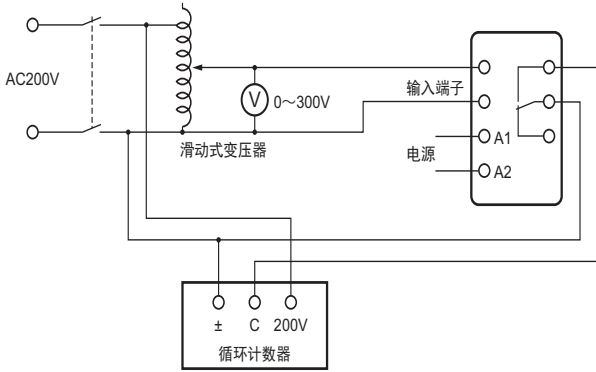 AC200V
V
0～300V
滑动式变压器
输入端子
A1
电源
A2
± C 200V
循环计数器